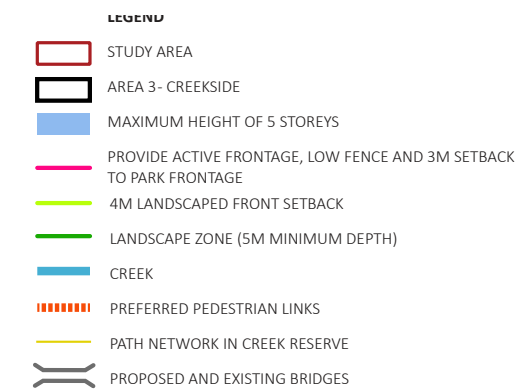 LEGEND
STUDY AREA
AREA 3- CREEKSIDE
MAXIMUM HEIGHT OF 5 STOREYS
PROVIDE ACTIVE FRONTAGE, LOW FENCE AND 3M SETBACK
TO PARK FRONTAGE
4M LANDSCAPED FRONT SETBACK
LANDSCAPE ZONE (5M MINIMUM DEPTH)
CREEK
PREFERRED PEDESTRIAN LINKS
PATH NETWORK IN CREEK RESERVE
PROPOSED AND EXISTING BRIDGES